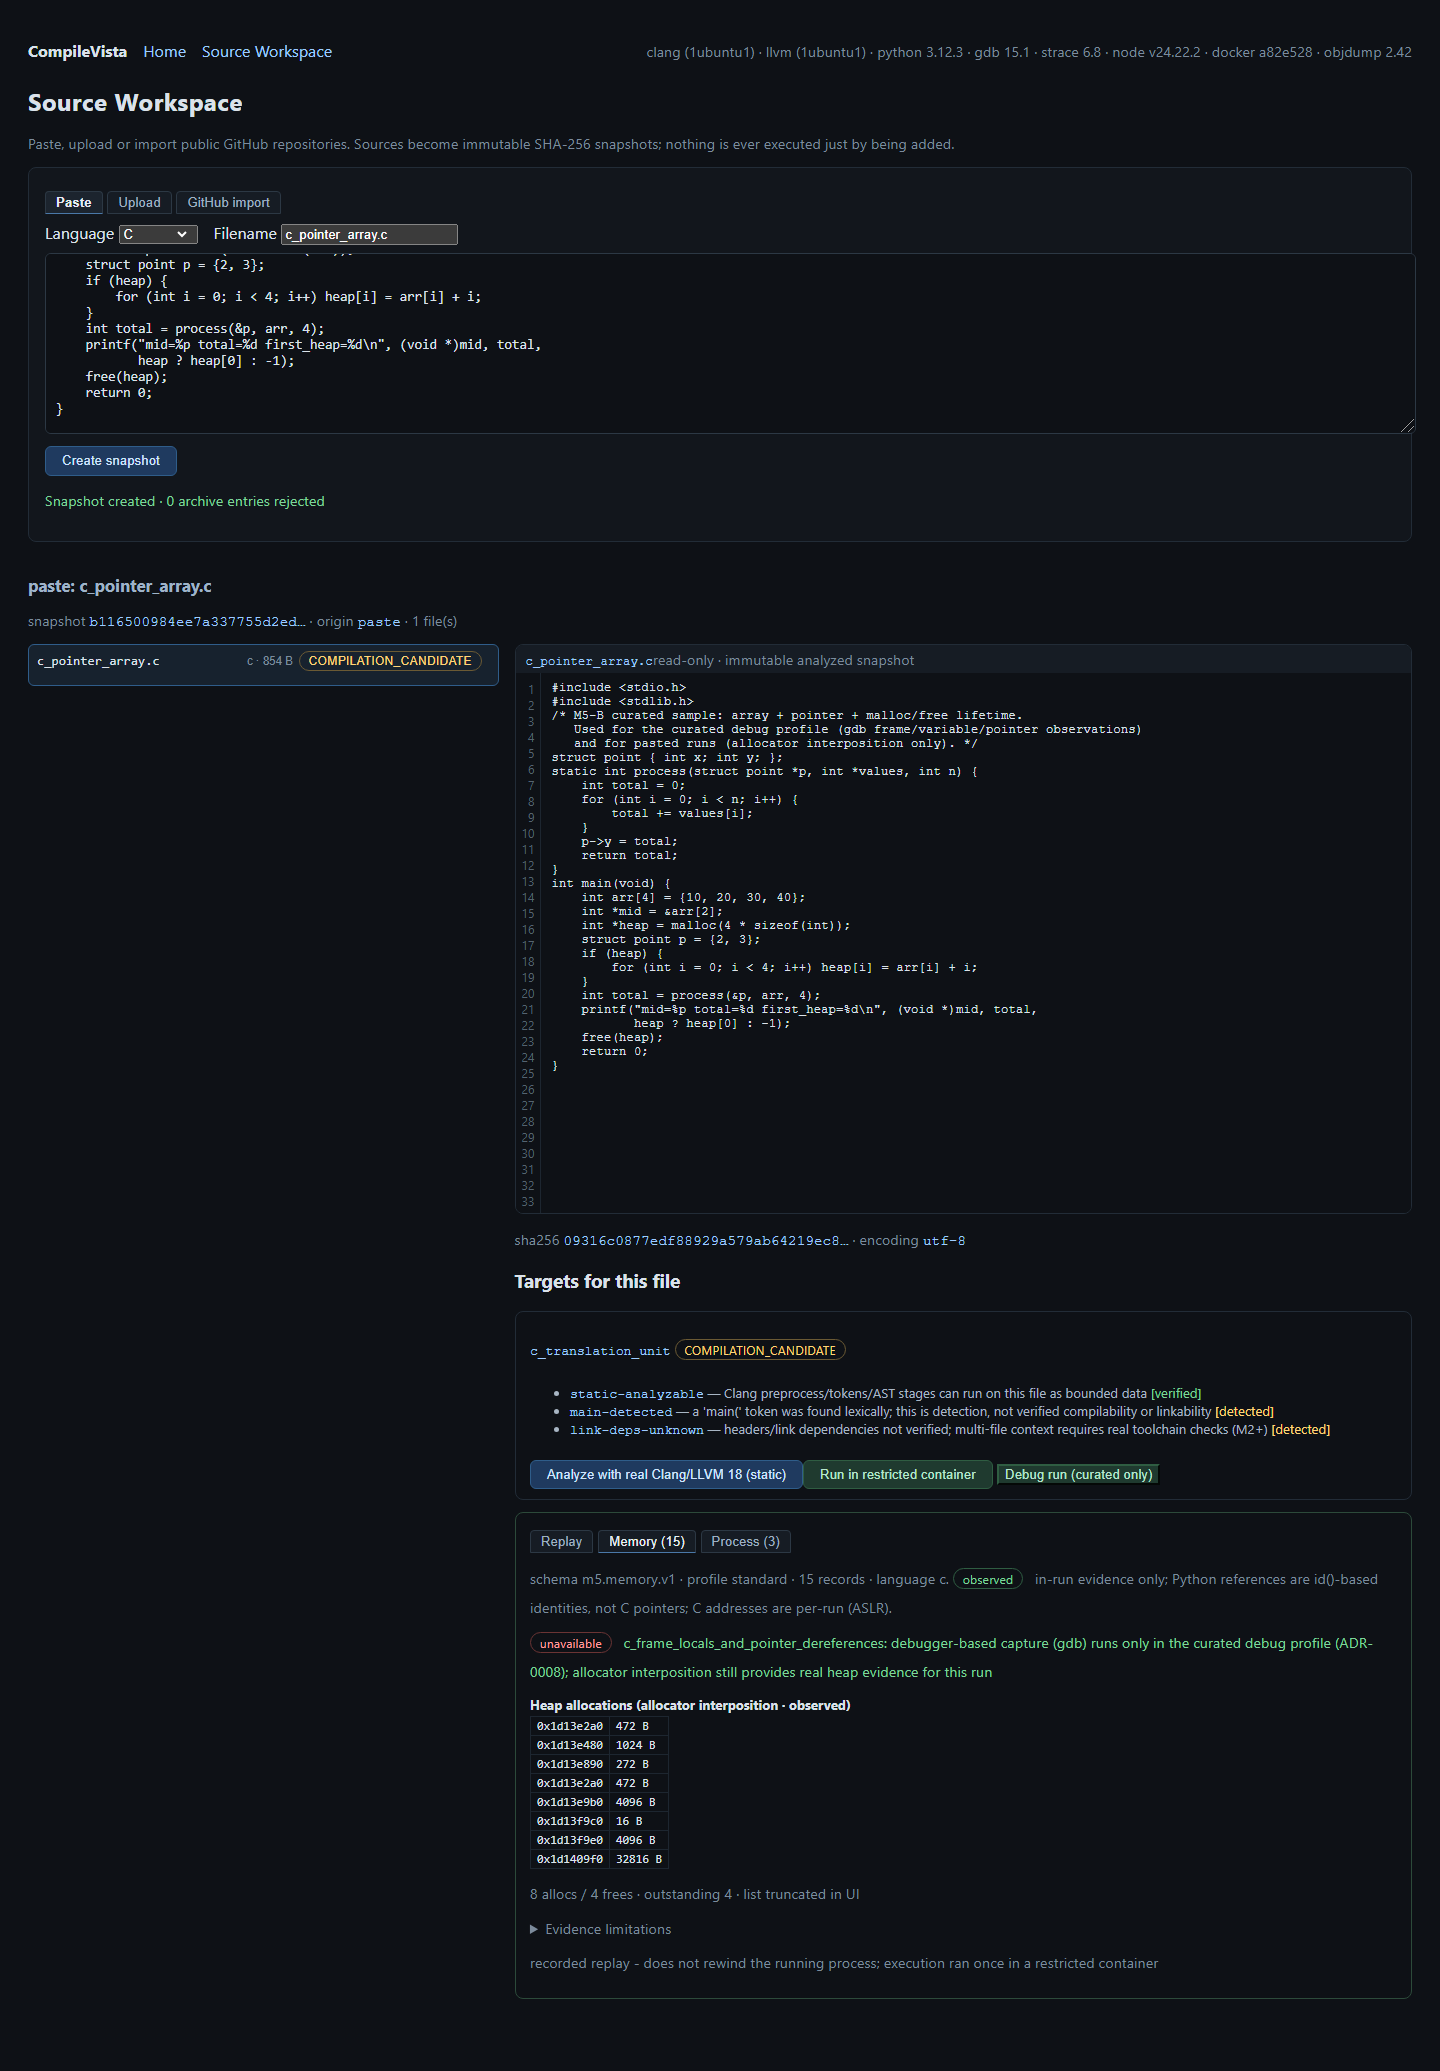 CompileVista Home Source Workspace clang (1ubuntu1) · llvm (1ubuntu1) · python 3.12.3 · gdb 15.1 · strace 6.8 · node v24.22.2 · docker a82e528 · objdump 2.42
Source Workspace
Paste, upload or import public GitHub repositories. Sources become immutable SHA-256 snapshots; nothing is ever executed just by being added.
Paste Upload GitHub import
Language C Filename c_pointer_array.c
    struct point p = {2, 3};
    if (heap) {
        for (int i = 0; i < 4; i++) heap[i] = arr[i] + i;
    }
    int total = process(&p, arr, 4);
    printf("mid=%p total=%d first_heap=%d\n", (void *)mid, total,
           heap ? heap[0] : -1);
    free(heap);
    return 0;
}
Create snapshot
Snapshot created · 0 archive entries rejected
paste: c_pointer_array.c
snapshot b116500984ee7a337755d2ed… · origin paste · 1 file(s)
c_pointer_array.c c · 854 B COMPILATION_CANDIDATE
c_pointer_array.cread-only · immutable analyzed snapshot
1 #include <stdio.h>
2 #include <stdlib.h>
3 /* M5-B curated sample: array + pointer + malloc/free lifetime.
4    Used for the curated debug profile (gdb frame/variable/pointer observations)
5    and for pasted runs (allocator interposition only). */
6 struct point { int x; int y; };
7 static int process(struct point *p, int *values, int n) {
8     int total = 0;
9     for (int i = 0; i < n; i++) {
10         total += values[i];
11     }
12     p->y = total;
13     return total;
14 }
15 int main(void) {
16     int arr[4] = {10, 20, 30, 40};
17     int *mid = &arr[2];
18     int *heap = malloc(4 * sizeof(int));
19     struct point p = {2, 3};
20     if (heap) {
21         for (int i = 0; i < 4; i++) heap[i] = arr[i] + i;
22     }
23     int total = process(&p, arr, 4);
24     printf("mid=%p total=%d first_heap=%d\n", (void *)mid, total,
25            heap ? heap[0] : -1);
26     free(heap);
27     return 0;
28 }
29
30
31
32
33
sha256 09316c0877edf88929a579ab64219ec8… · encoding utf-8
Targets for this file
c_translation_unit COMPILATION_CANDIDATE
• static-analyzable — Clang preprocess/tokens/AST stages can run on this file as bounded data [verified]
• main-detected — a 'main(' token was found lexically; this is detection, not verified compilability or linkability [detected]
• link-deps-unknown — headers/link dependencies not verified; multi-file context requires real toolchain checks (M2+) [detected]
Analyze with real Clang/LLVM 18 (static) Run in restricted container Debug run (curated only)
Replay Memory (15) Process (3)
schema m5.memory.v1 · profile standard · 15 records · language c. observed in-run evidence only; Python references are id()-based
identities, not C pointers; C addresses are per-run (ASLR).
unavailable c_frame_locals_and_pointer_dereferences: debugger-based capture (gdb) runs only in the curated debug profile (ADR-
0008); allocator interposition still provides real heap evidence for this run
Heap allocations (allocator interposition · observed)
0x1d13e2a0 472 B
0x1d13e480 1024 B
0x1d13e890 272 B
0x1d13e2a0 472 B
0x1d13e9b0 4096 B
0x1d13f9c0 16 B
0x1d13f9e0 4096 B
0x1d1409f0 32816 B
8 allocs / 4 frees · outstanding 4 · list truncated in UI
▶ Evidence limitations
recorded replay - does not rewind the running process; execution ran once in a restricted container